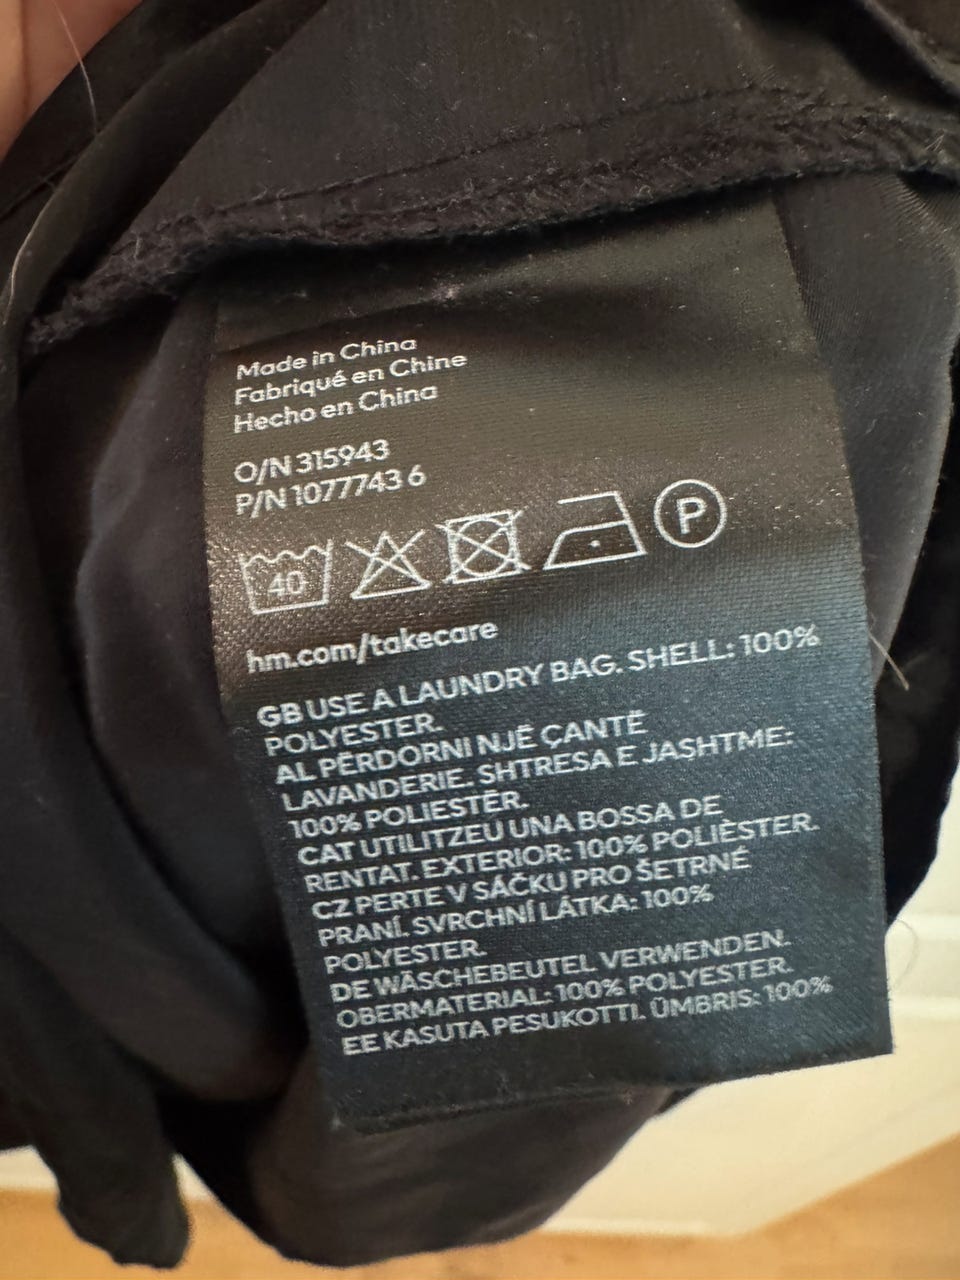 Made in China
Fabriqué en Chine
Hecho en China
O/N 315943
P/N 1077743 6
40
P
hm.com/takecare
GB USE A LAUNDRY BAG. SHELL: 100%
POLYESTER.
AL PËRDORNI NJË ÇANTË
LAVANDERIE. SHTRESA E JASHTME:
100% POLIESTËR.
CAT UTILITZEU UNA BOSSA DE
RENTAT. EXTERIOR: 100% POLIÈSTER.
CZ PERTE V SÁČKU PRO ŠETRNÉ
PRANÍ. SVRCHNÍ LÁTKA: 100%
POLYESTER.
DE WÄSCHEBEUTEL VERWENDEN.
OBERMATERIAL: 100% POLYESTER.
EE KASUTA PESUKOTTI. ÜMBRIS: 100%